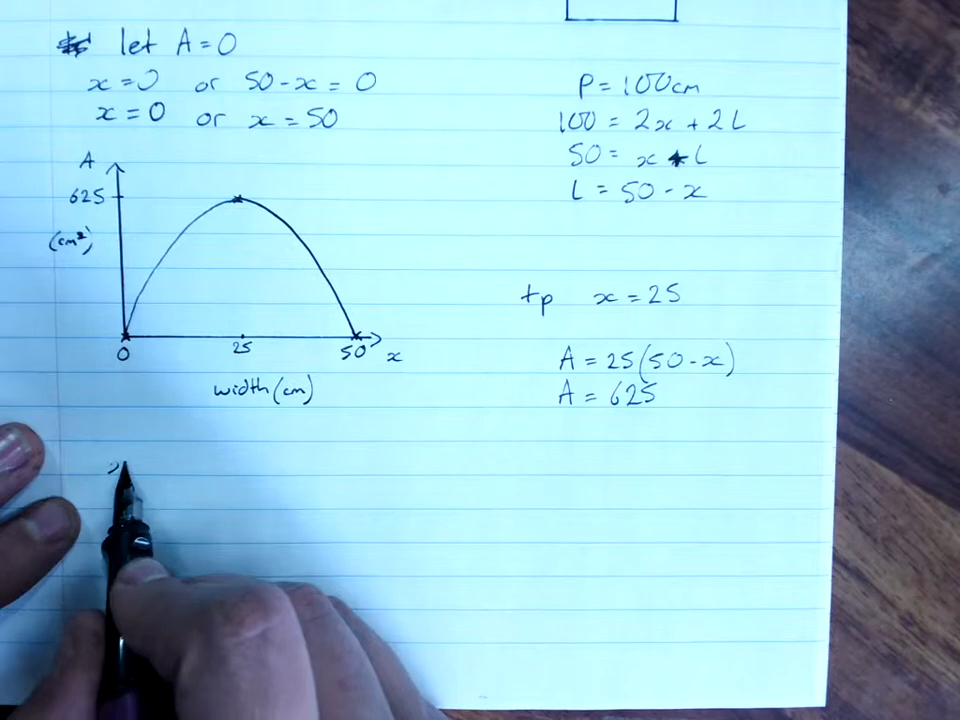 let A = 0
x = 0 or 50 - x = 0
x = 0 or x = 50
A
625
(cm²)
0
25
50
x
width (cm)
P = 100cm
100 = 2x + 2L
50 = x + L
L = 50 - x
tp x = 25
A = 25(50 - x)
A = 625